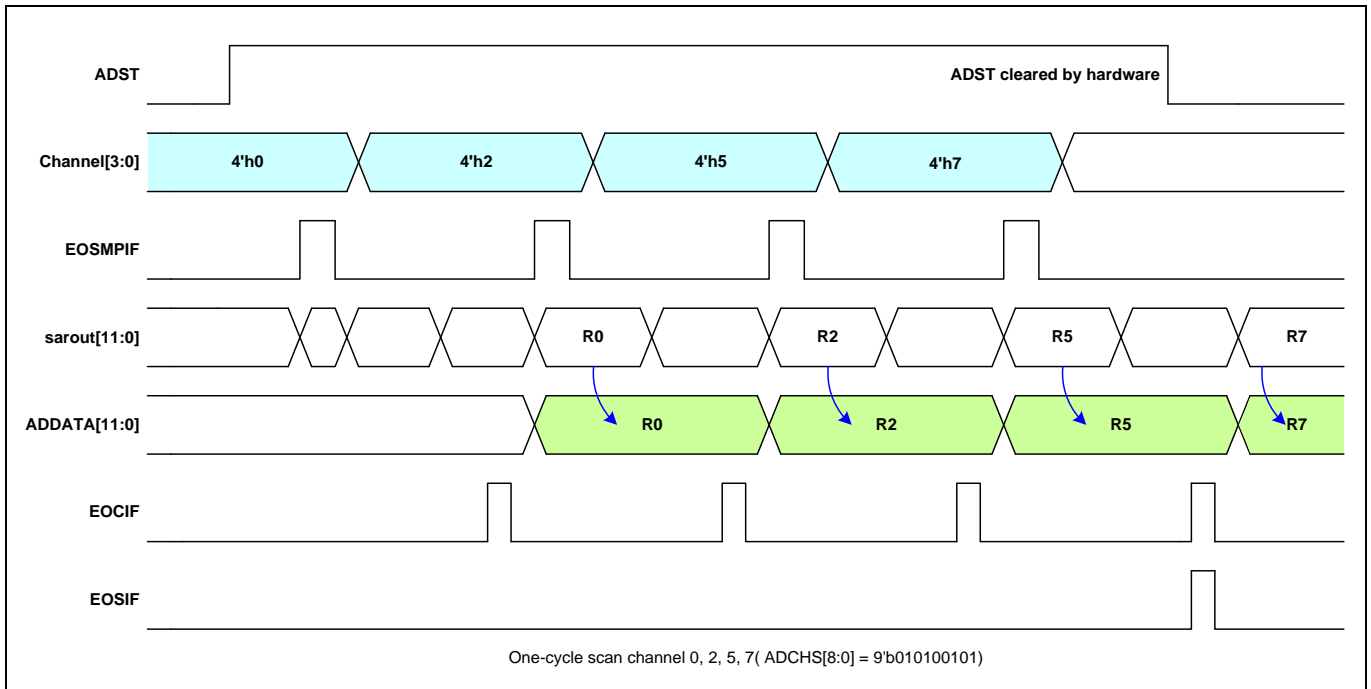 ADST
ADST cleared by hardware
Channel[3:0]
4'h0 4'h2 4'h5 4'h7
EOSMPIF
sarout[11:0]
R0 R2 R5 R7
ADDATA[11:0]
R0 R2 R5 R7
EOCIF
EOSIF
One-cycle scan channel 0, 2, 5, 7( ADCHS[8:0] = 9'b010100101)